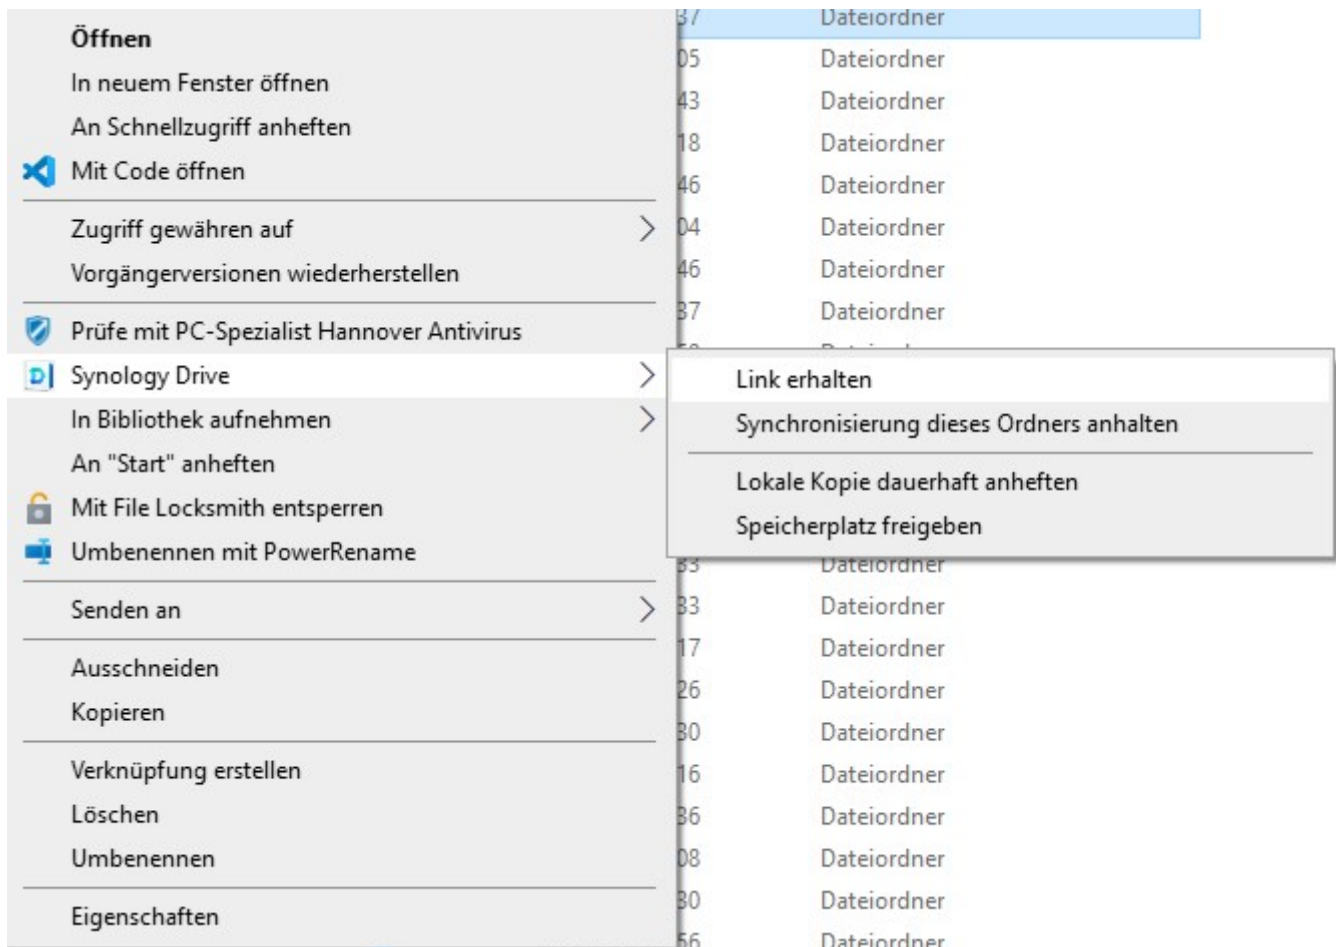 Öffnen
In neuem Fenster öffnen
An Schnellzugriff anheften
Mit Code öffnen
Zugriff gewähren auf
Vorgängerversionen wiederherstellen
Prüfe mit PC-Spezialist Hannover Antivirus
Synology Drive
In Bibliothek aufnehmen
An "Start" anheften
Mit File Locksmith entsperren
Umbenennen mit PowerRename
Senden an
Ausschneiden
Kopieren
Verknüpfung erstellen
Löschen
Umbenennen
Eigenschaften
Link erhalten
Synchronisierung dieses Ordners anhalten
Lokale Kopie dauerhaft anheften
Speicherplatz freigeben
37 Dateiordner
05 Dateiordner
43 Dateiordner
18 Dateiordner
46 Dateiordner
04 Dateiordner
46 Dateiordner
37 Dateiordner
33 Dateiordner
33 Dateiordner
17 Dateiordner
26 Dateiordner
30 Dateiordner
16 Dateiordner
36 Dateiordner
08 Dateiordner
30 Dateiordner
56 Dateiordner